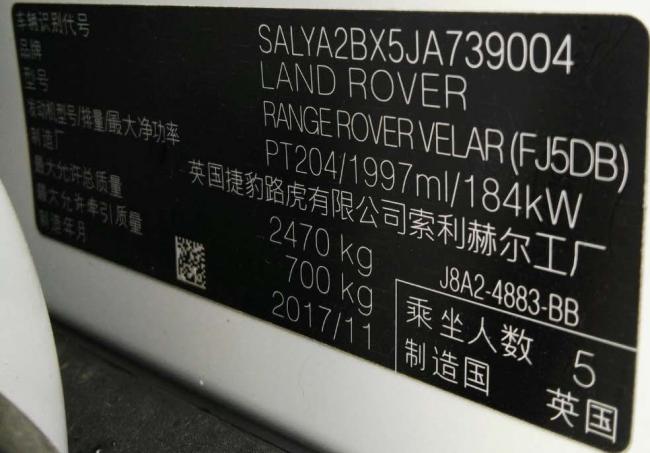 车辆识别代号 SALYA2BX5JA739004
品牌 LAND ROVER
型号 RANGE ROVER VELAR (FJ5DB)
发动机型号/排量/最大净功率 PT204/1997ml/184kW
制造厂 英国捷豹路虎有限公司索利赫尔工厂
最大允许总质量 2470 kg
最大允许牵引质量 700 kg
制造年月 2017/11
J8A2-4883-BB
乘坐人数 5
制造国 英国